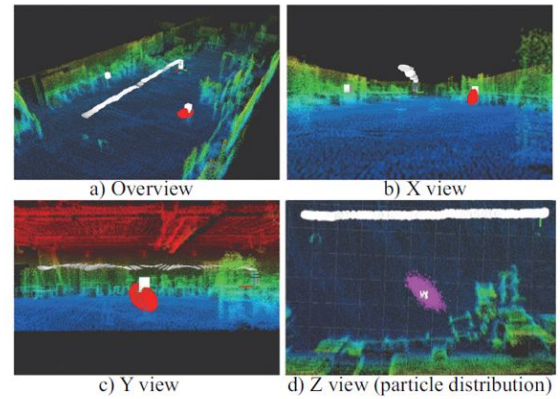 a) Overview
b) X view
c) Y view
d) Z view (particle distribution)